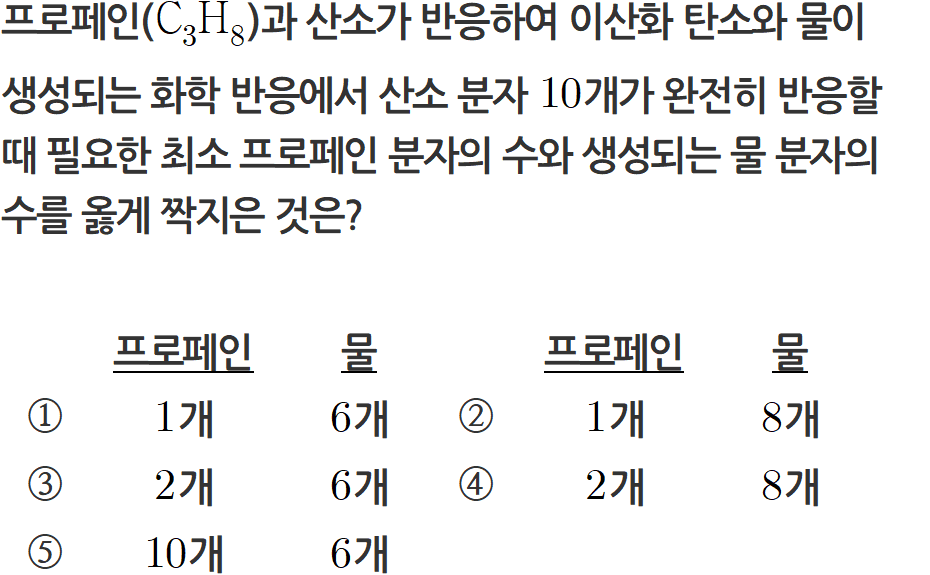 프로페인(C₃H₈)과 산소가 반응하여 이산화 탄소와 물이
생성되는 화학 반응에서 산소 분자 10개가 완전히 반응할
때 필요한 최소 프로페인 분자의 수와 생성되는 물 분자의
수를 옳게 짝지은 것은?
프로페인 물 프로페인 물
① 1개 6개 ② 1개 8개
③ 2개 6개 ④ 2개 8개
⑤ 10개 6개